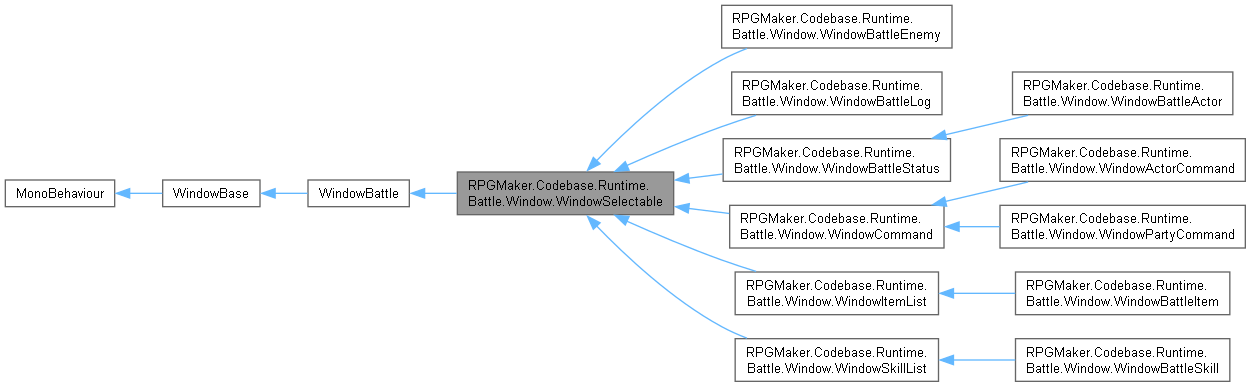 MonoBehaviour
WindowBase
WindowBattle
RPGMaker.Codebase.Runtime.
Battle.Window.WindowSelectable
RPGMaker.Codebase.Runtime.
Battle.Window.WindowBattleEnemy
RPGMaker.Codebase.Runtime.
Battle.Window.WindowBattleLog
RPGMaker.Codebase.Runtime.
Battle.Window.WindowBattleStatus
RPGMaker.Codebase.Runtime.
Battle.Window.WindowCommand
RPGMaker.Codebase.Runtime.
Battle.Window.WindowItemList
RPGMaker.Codebase.Runtime.
Battle.Window.WindowSkillList
RPGMaker.Codebase.Runtime.
Battle.Window.WindowBattleActor
RPGMaker.Codebase.Runtime.
Battle.Window.WindowActorCommand
RPGMaker.Codebase.Runtime.
Battle.Window.WindowPartyCommand
RPGMaker.Codebase.Runtime.
Battle.Window.WindowBattleItem
RPGMaker.Codebase.Runtime.
Battle.Window.WindowBattleSkill